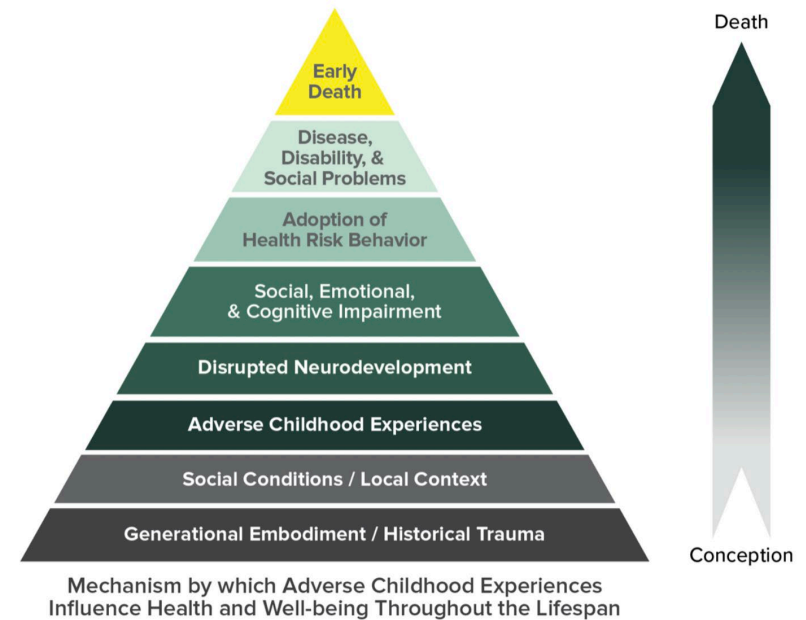 Death
Early
Death
Disease,
Disability, &
Social Problems
Adoption of
Health Risk Behavior
Social, Emotional,
& Cognitive Impairment
Disrupted Neurodevelopment
Adverse Childhood Experiences
Social Conditions / Local Context
Generational Embodiment / Historical Trauma
Conception
Mechanism by which Adverse Childhood Experiences
Influence Health and Well-being Throughout the Lifespan